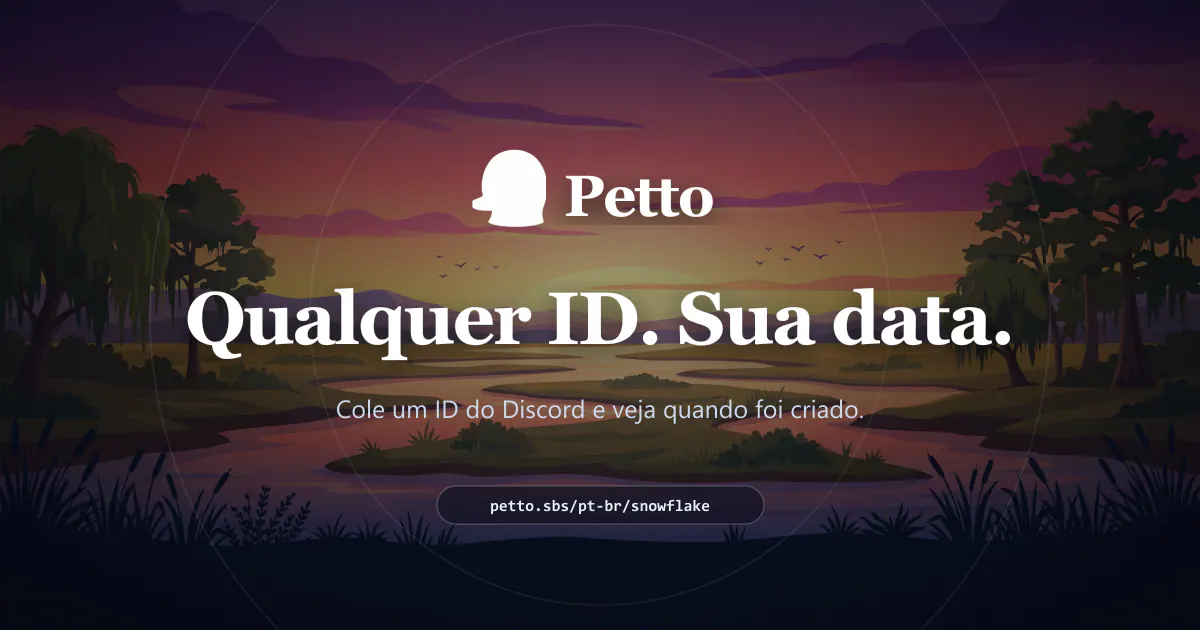 Petto
Qualquer ID. Sua data.
Cole um ID do Discord e veja quando foi criado.
petto.sbs/pt-br/snowflake